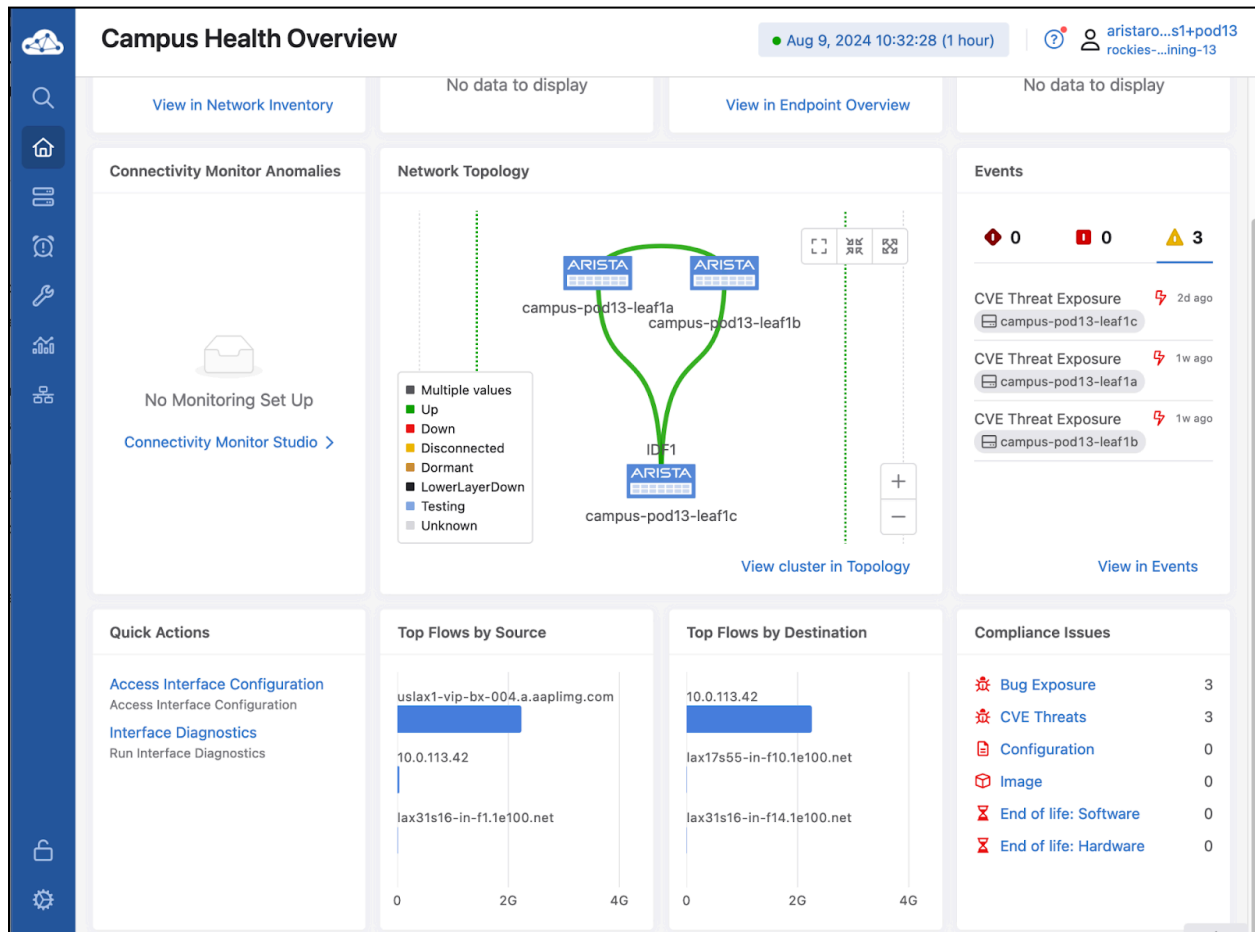 Campus Health Overview
Aug 9, 2024 10:32:28 (1 hour)
aristaro...s1+pod13
rockies-...ining-13
View in Network Inventory
No data to display
View in Endpoint Overview
No data to display
Connectivity Monitor Anomalies
No Monitoring Set Up
Connectivity Monitor Studio
Network Topology
ARISTA
campus-pod13-leaf1a
ARISTA
campus-pod13-leaf1b
Multiple values
Up
Down
Disconnected
Dormant
LowerLayerDown
Testing
Unknown
IDF1
ARISTA
campus-pod13-leaf1c
+
−
View cluster in Topology
Events
0 0 3
CVE Threat Exposure 2d ago
campus-pod13-leaf1c
CVE Threat Exposure 1w ago
campus-pod13-leaf1a
CVE Threat Exposure 1w ago
campus-pod13-leaf1b
View in Events
Quick Actions
Access Interface Configuration
Access Interface Configuration
Interface Diagnostics
Run Interface Diagnostics
Top Flows by Source
uslax1-vip-bx-004.a.aaplimg.com
10.0.113.42
lax31s16-in-f1.1e100.net
0 2G 4G
Top Flows by Destination
10.0.113.42
lax17s55-in-f10.1e100.net
lax31s16-in-f14.1e100.net
0 2G 4G
Compliance Issues
Bug Exposure 3
CVE Threats 3
Configuration 0
Image 0
End of life: Software 0
End of life: Hardware 0